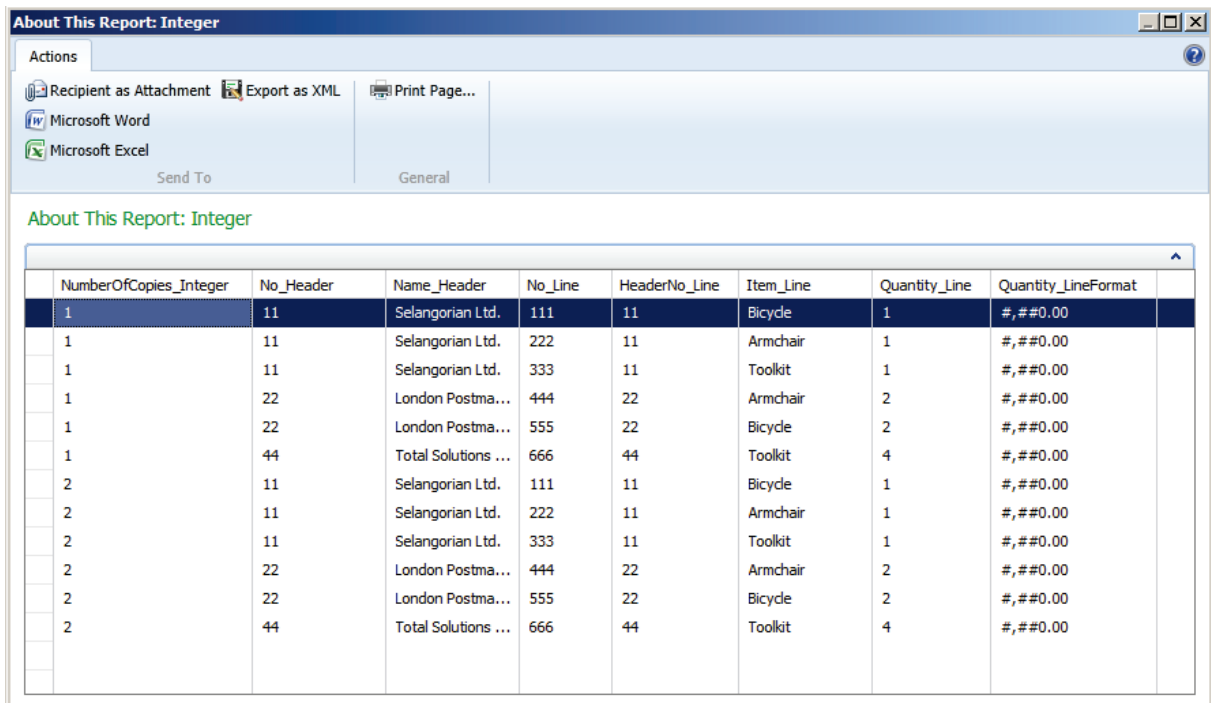 About This Report: Integer
Actions
Recipient as Attachment Export as XML Print Page...
Microsoft Word
Microsoft Excel
Send To General
About This Report: Integer
NumberOfCopies_Integer No_Header Name_Header No_Line HeaderNo_Line Item_Line Quantity_Line Quantity_LineFormat
1 11 Selangorian Ltd. 111 11 Bicycle 1 #,##0.00
1 11 Selangorian Ltd. 222 11 Armchair 1 #,##0.00
1 11 Selangorian Ltd. 333 11 Toolkit 1 #,##0.00
1 22 London Postma... 444 22 Armchair 2 #,##0.00
1 22 London Postma... 555 22 Bicycle 2 #,##0.00
1 44 Total Solutions ... 666 44 Toolkit 4 #,##0.00
2 11 Selangorian Ltd. 111 11 Bicycle 1 #,##0.00
2 11 Selangorian Ltd. 222 11 Armchair 1 #,##0.00
2 11 Selangorian Ltd. 333 11 Toolkit 1 #,##0.00
2 22 London Postma... 444 22 Armchair 2 #,##0.00
2 22 London Postma... 555 22 Bicycle 2 #,##0.00
2 44 Total Solutions ... 666 44 Toolkit 4 #,##0.00